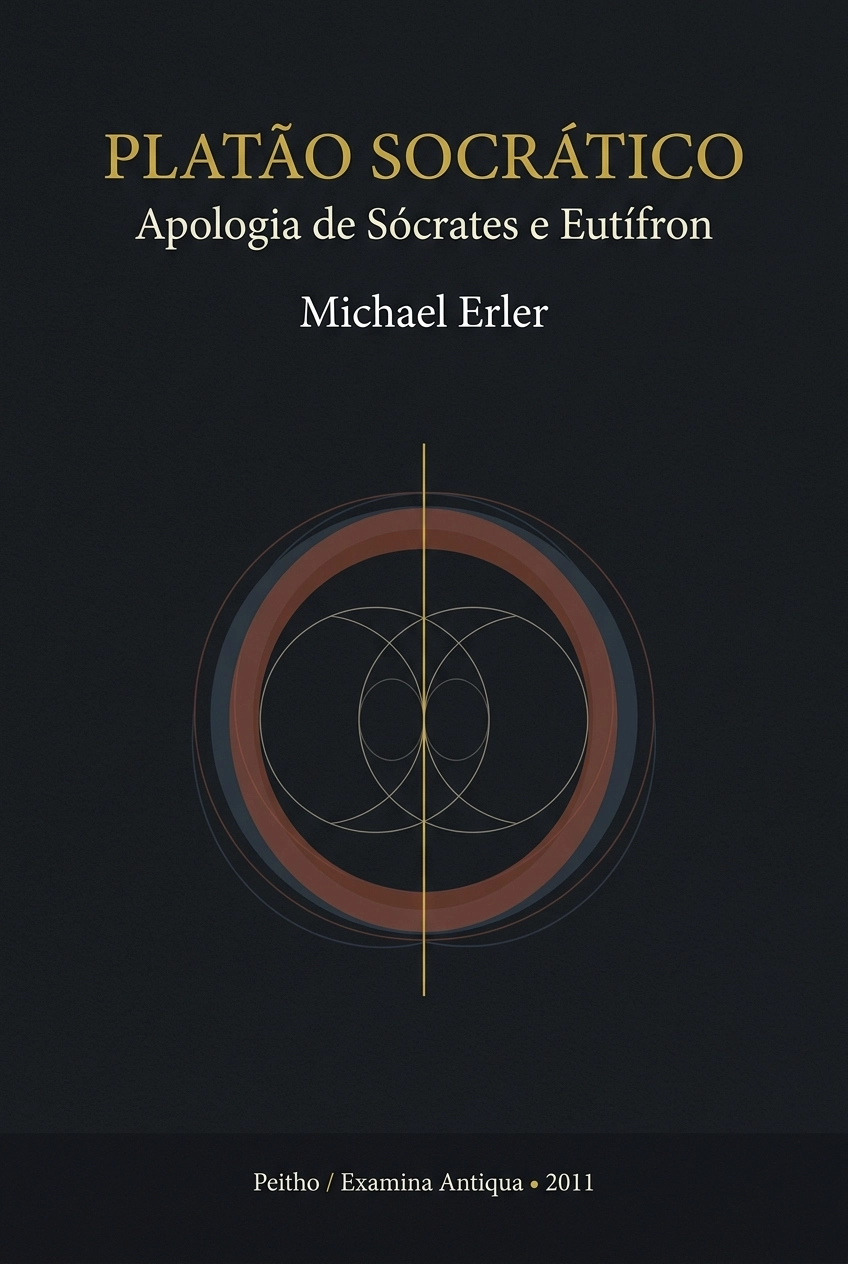 PLATÃO SOCRÁTICO
Apologia de Sócrates e Eutífron
Michael Erler
Peitho / Examina Antiqua • 2011